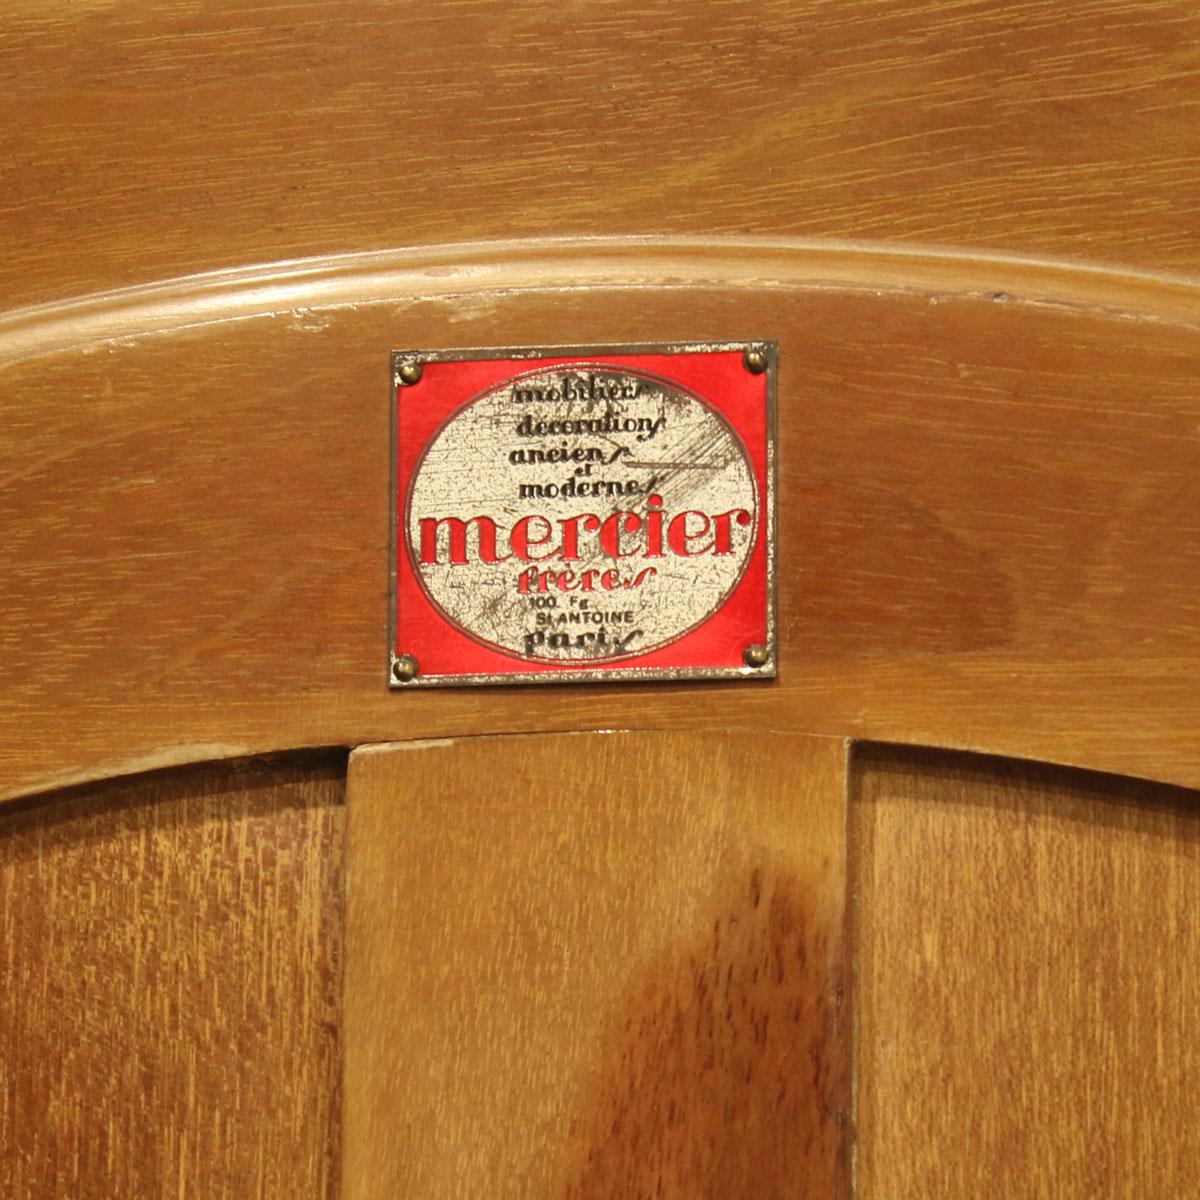 mobiliers
décorations
anciens
et
modernes
mercier
frères
100. Fg
St ANTOINE
paris